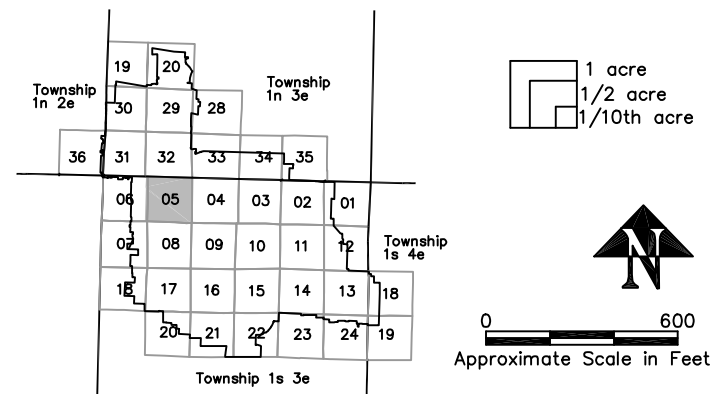 19 20
Township
1n 2e
Township
1n 3e
30 29 28
36 31 32 33 34 35
06 05 04 03 02 01
07 08 09 10 11 12
Township
1s 4e
18 17 16 15 14 13 18
20 21 22 23 24 19
Township 1s 3e
1 acre
1/2 acre
1/10th acre
N
0 600
Approximate Scale in Feet